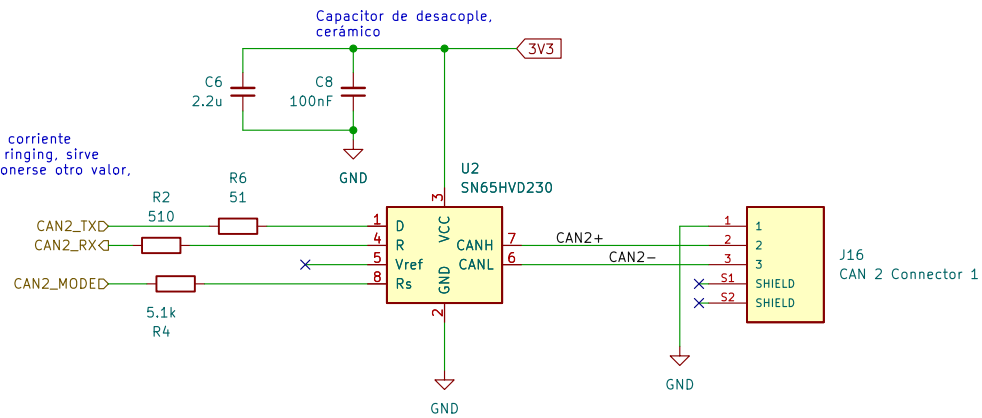 Capacitor de desacople,
cerámico
3V3
C6
2.2u
C8
100nF
GND
corriente
ringing, sirve
onerse otro valor,
U2
SN65HVD230
R6
51
R2
510
CAN2_TX
CAN2_RX
CAN2_MODE
5.1k
R4
1 D
4 R
5 Vref
8 Rs
3
VCC
GND
2
CANH 7
CANL 6
CAN2+
CAN2-
1 1
2 2
3 3
S1 SHIELD
S2 SHIELD
J16
CAN 2 Connector 1
GND
GND